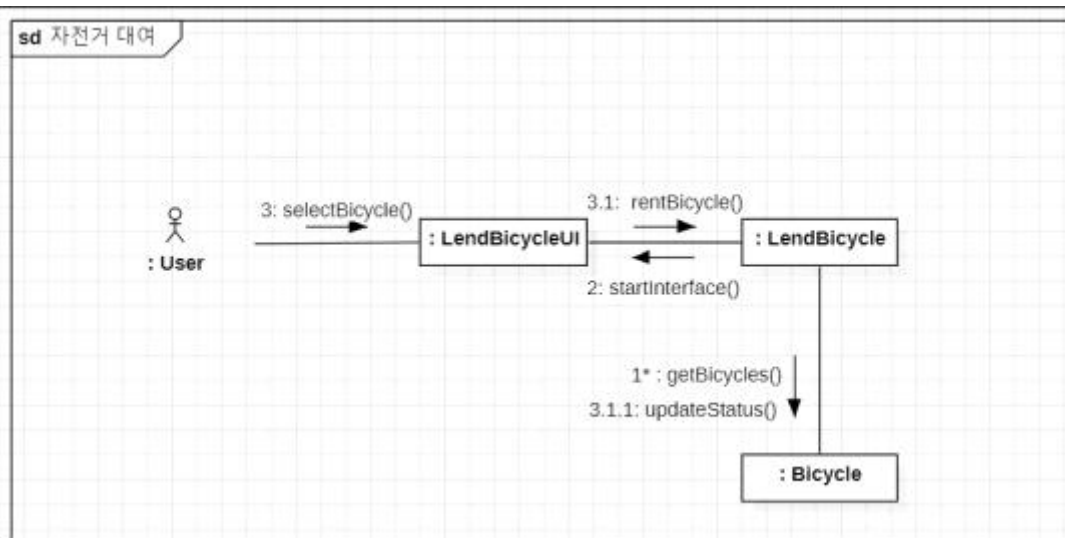 sd 자전거 대여
3: selectBicycle()
3.1: rentBicycle()
: LendBicycleUI
: LendBicycle
: User
2: startInterface()
1* : getBicycles()
3.1.1: updateStatus()
: Bicycle